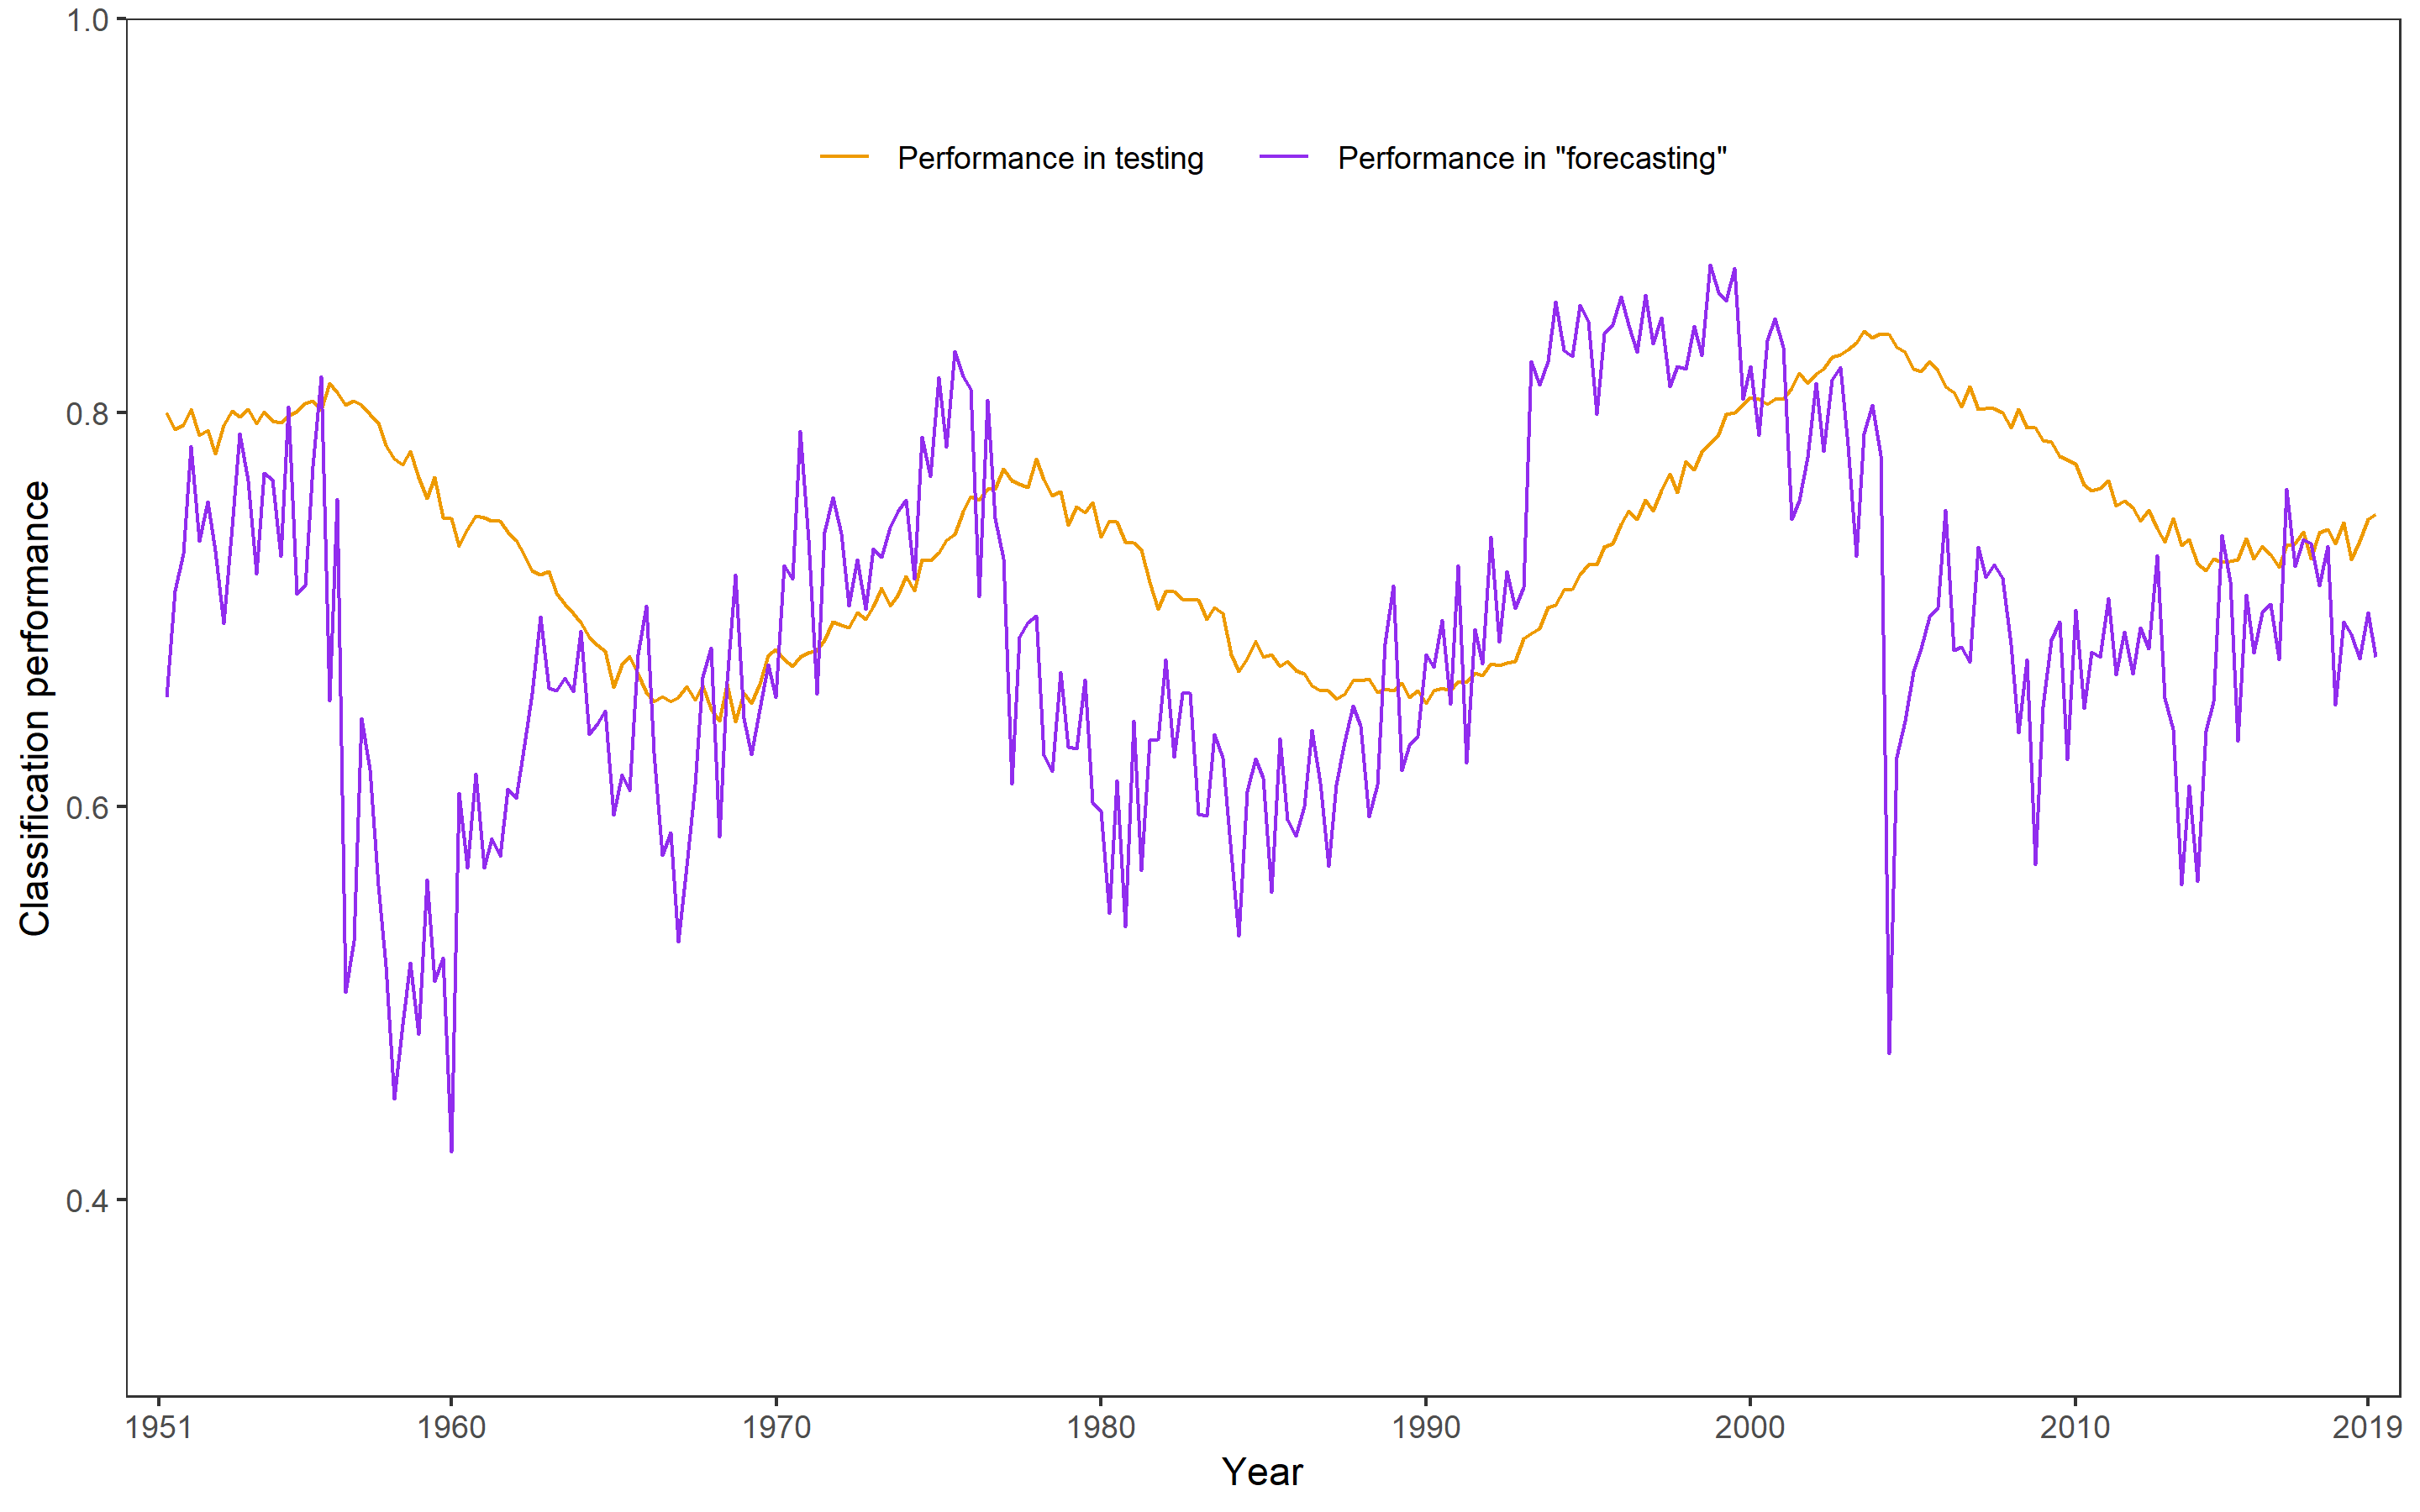 1.0
Performance in testing Performance in "forecasting"
0.8
Classification performance
0.6
0.4
1951 1960 1970 1980 1990 2000 2010 2019
Year